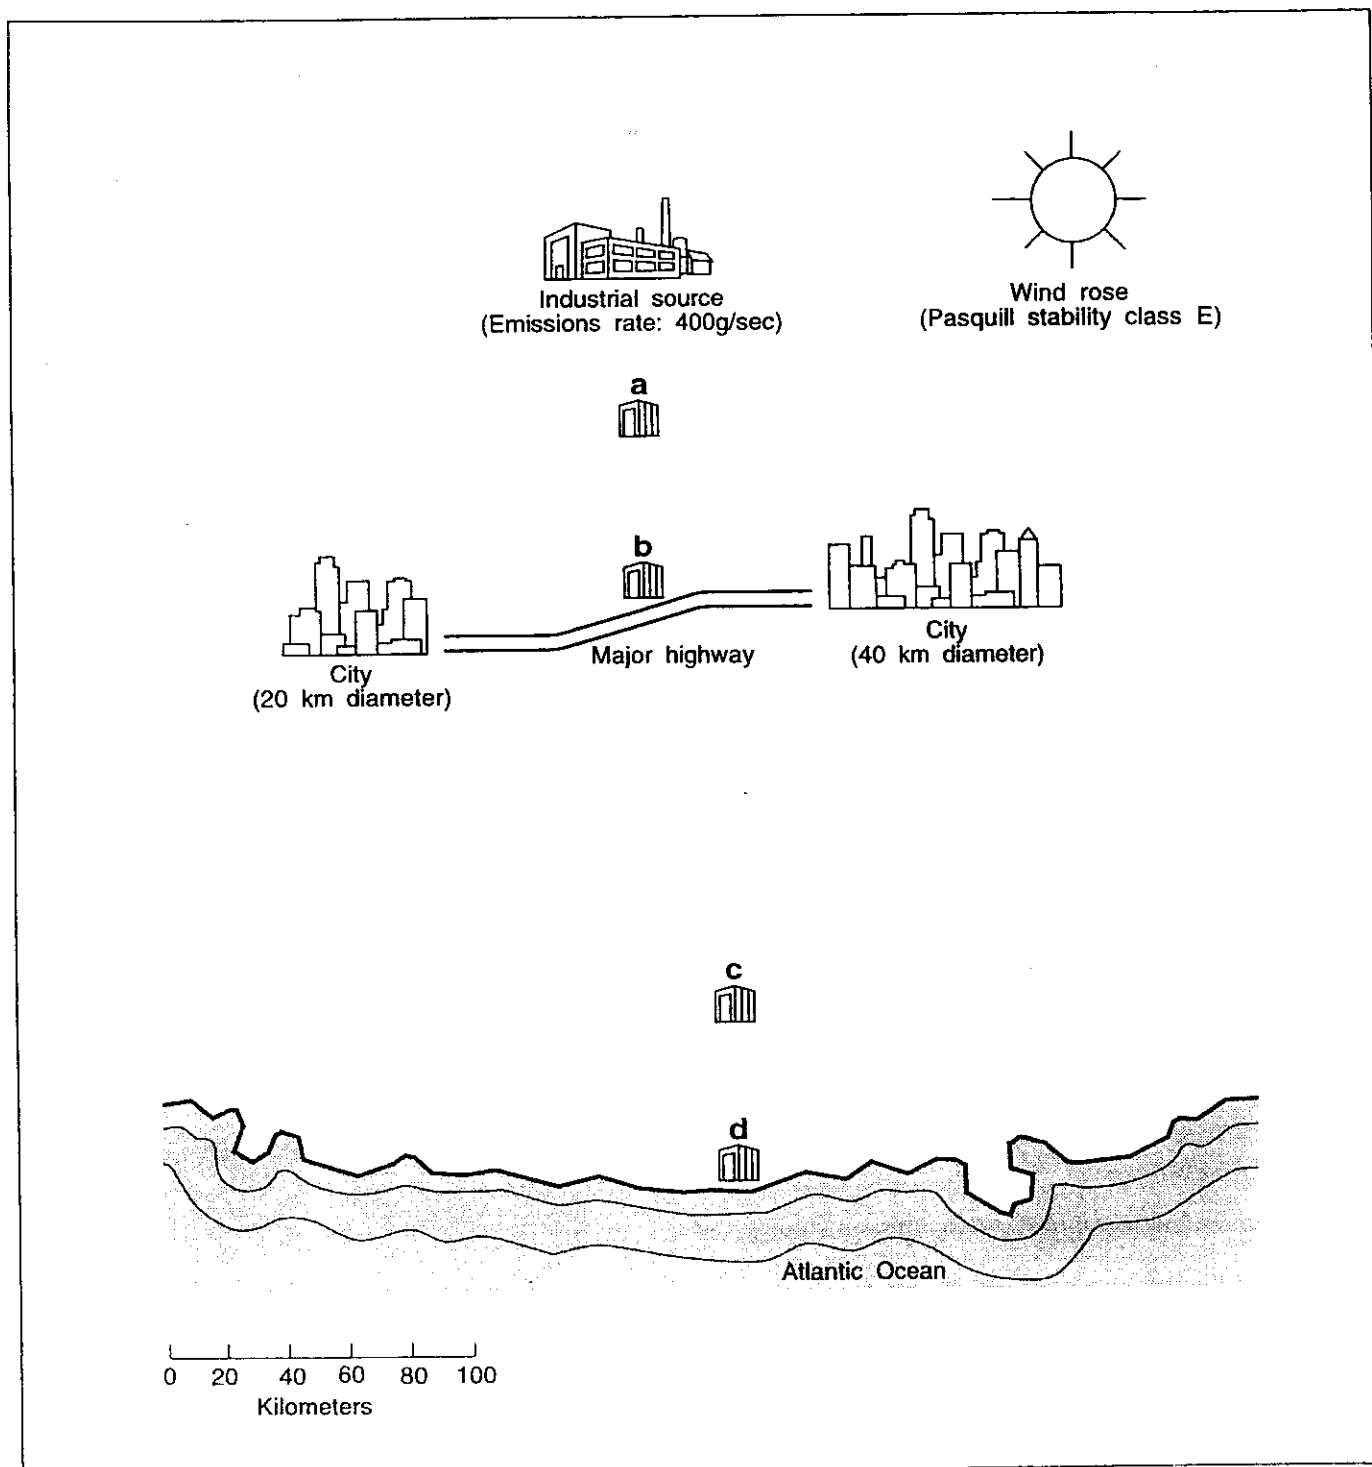 Industrial source
(Emissions rate: 400g/sec)
Wind rose
(Pasquill stability class E)
a
b
Major highway
City
(20 km diameter)
City
(40 km diameter)
c
d
Atlantic Ocean
0 20 40 60 80 100
Kilometers